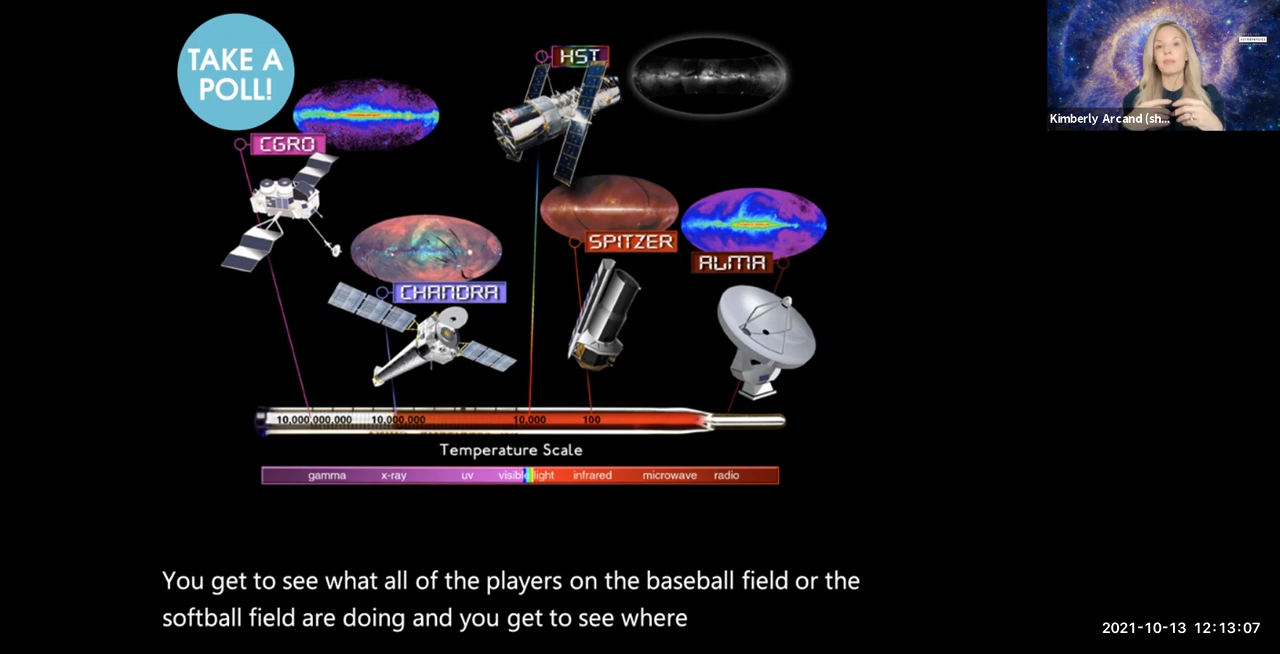 TAKE A
POLL!
HST
CGRO
SPITZER
ALMA
CHANDRA
10,000,000,000 10,000,000 10,000 100
Temperature Scale
gamma x-ray uv visible light infrared microwave radio
Kimberly Arcand (sh...
You get to see what all of the players on the baseball field or the
softball field are doing and you get to see where
2021-10-13 12:13:07